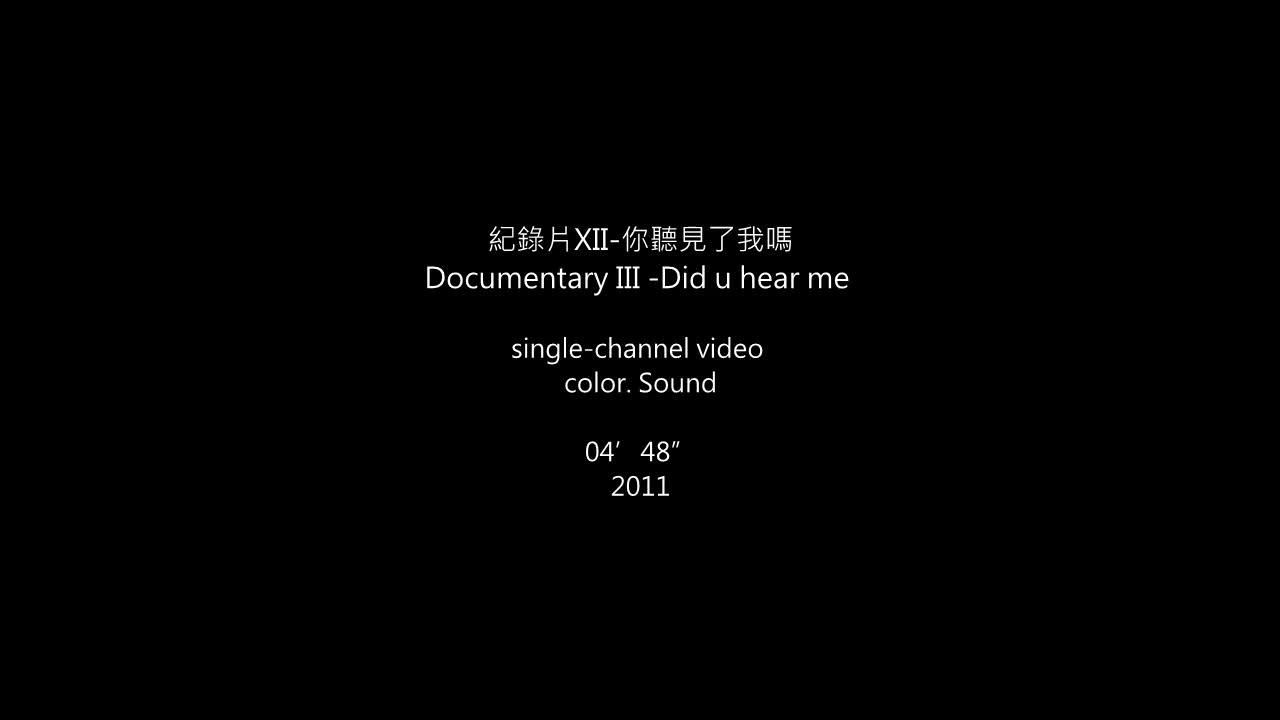 紀錄片XII-你聽見了我嗎
Documentary III -Did u hear me
single-channel video
color. Sound
04′ 48″
2011